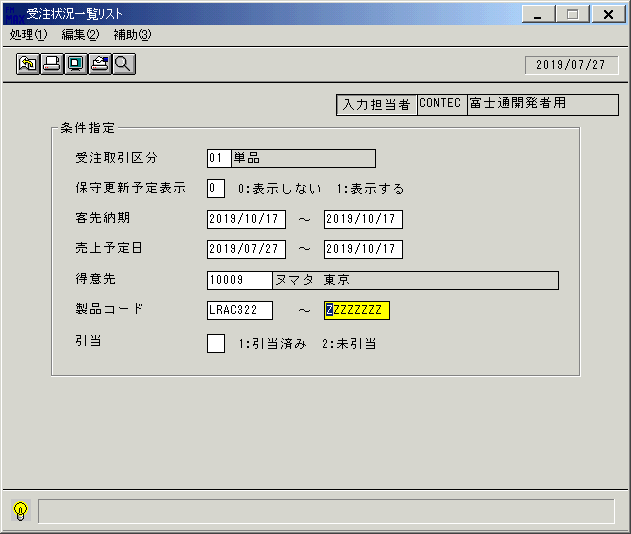 受注状況一覧リスト
処理(1) 編集(2) 補助(3)
2019/07/27
入力担当者 CONTEC 富士通開発者用
条件指定
受注取引区分 01 単品
保守更新予定表示 0 0:表示しない 1:表示する
客先納期 2019/10/17 ～ 2019/10/17
売上予定日 2019/07/27 ～ 2019/10/17
得意先 10009 ヌマタ 東京
製品コード LRAC322 ～ ZZZZZZZZ
引当 1:引当済み 2:未引当